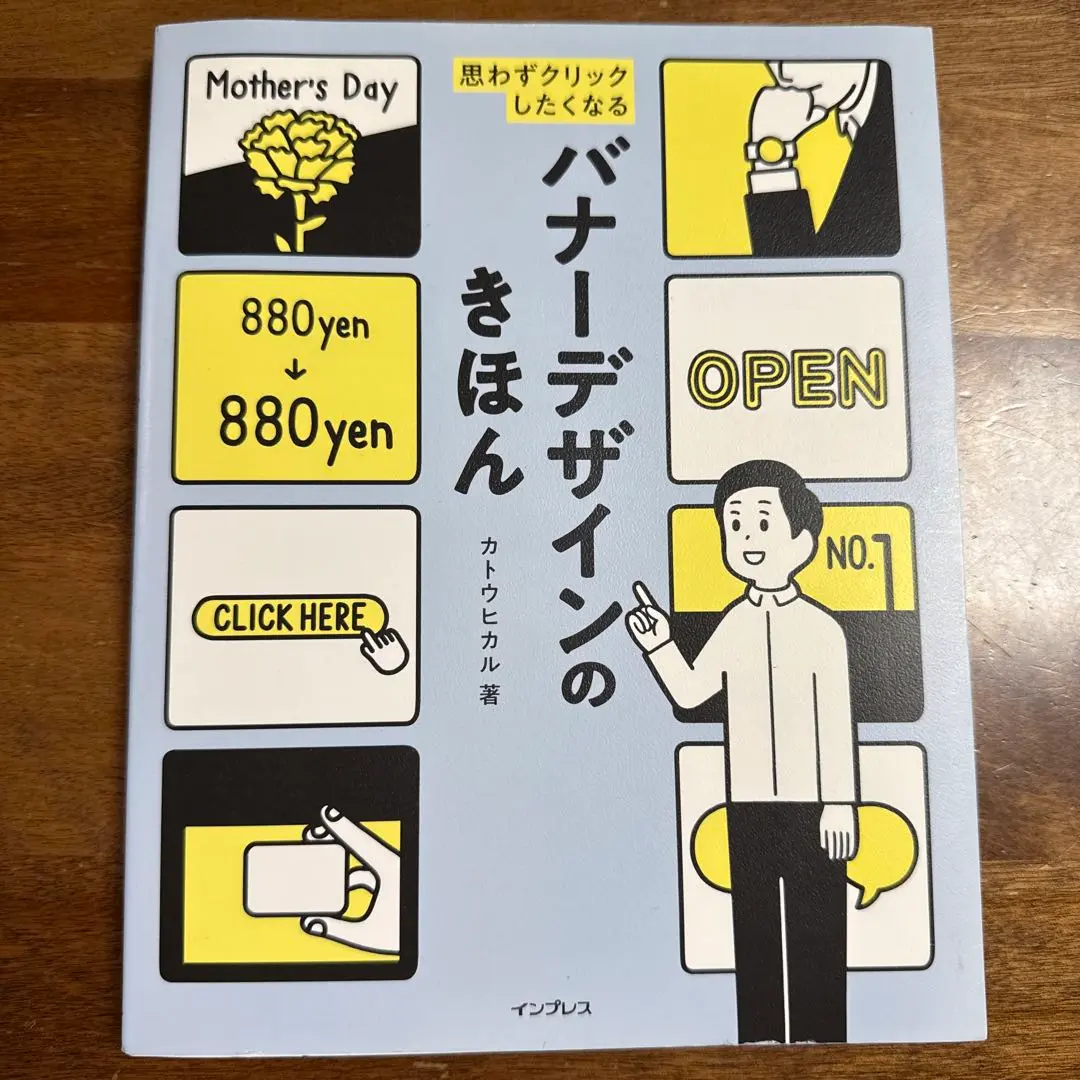 思わずクリック
したくなる
バナーデザインの
きほん
カトウヒカル 著
Mother's Day
880yen
↓
880yen
CLICK HERE
OPEN
NO.1
インプレス